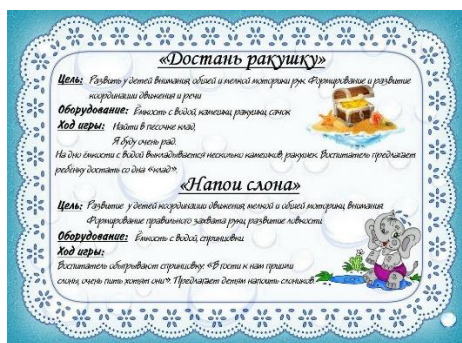 «Достань ракушку»
Цель: Развить у детей внимания, общей и мелкой моторики рук. Формирование и развитие
координации движения и речи
Оборудование: Ёмкость с водой, камешки, ракушки, сачок
Ход игры: Найти в песочке клад,
Я буду очень рад.
На дно ёмкости с водой выкладывается несколько камешков, ракушек. Воспитатель предлагает
ребёнку достать со дна «клад».
«Напои слона»
Цель: Развитие у детей координации движения, мелкой и общей моторики, внимания.
Формирование правильного захвата руки, развитие ловкости.
Оборудование: Ёмкость с водой, спринцовки.
Ход игры:
Воспитатель обыгрывают спринцовку: «В гости к нам пришли
слоны, очень пить хотят они». Предлагает детям напоить слоников.